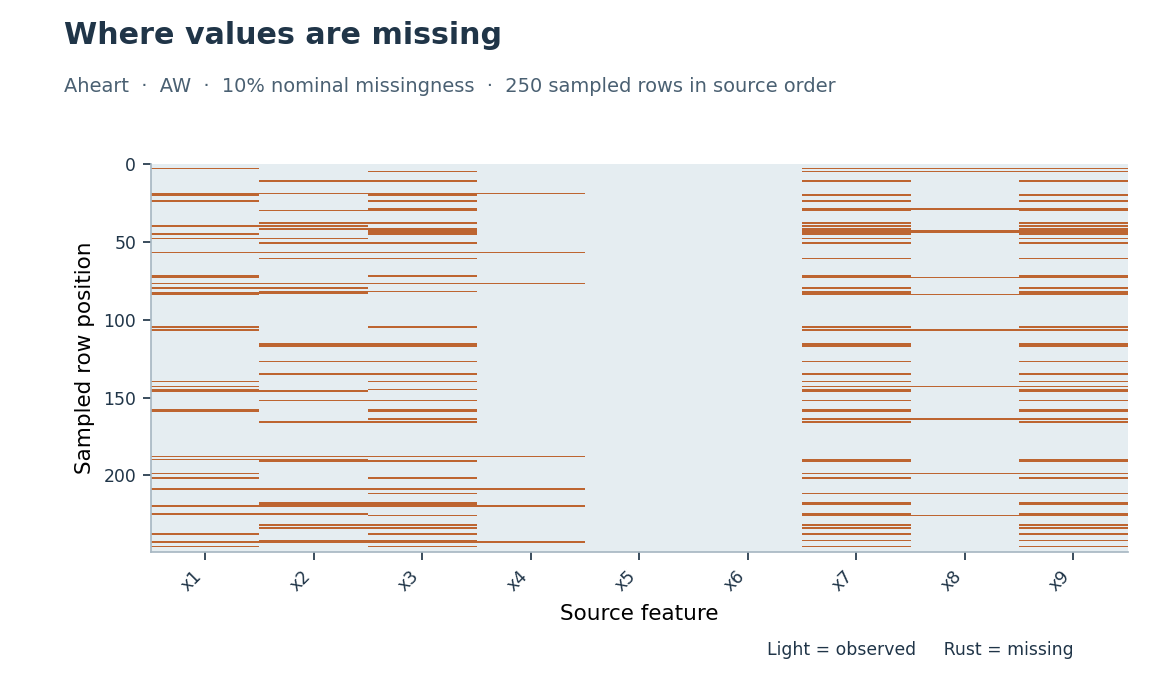 Where values are missing
Aheart · AW · 10% nominal missingness · 250 sampled rows in source order
0
50
100
150
200
Sampled row position
x1 x2 x3 x4 x5 x6 x7 x8 x9
Source feature
Light = observed Rust = missing